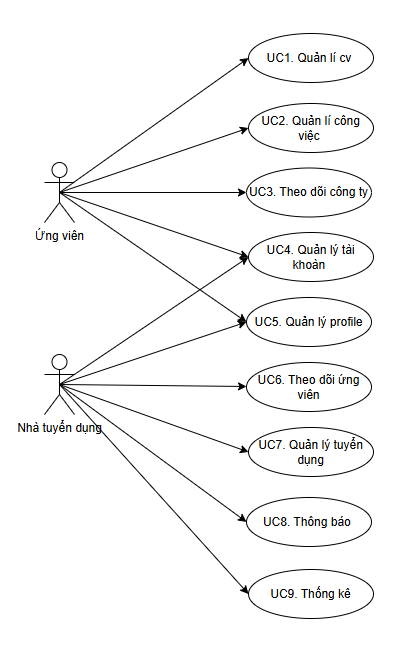 UC1. Quản lí cv
UC2. Quản lí công
việc
UC3. Theo dõi công ty
Ứng viên
UC4. Quản lý tài
khoản
UC5. Quản lý profile
UC6. Theo dõi ứng
viên
Nhà tuyển dụng
UC7. Quản lý tuyển
dụng
UC8. Thông báo
UC9. Thống kê